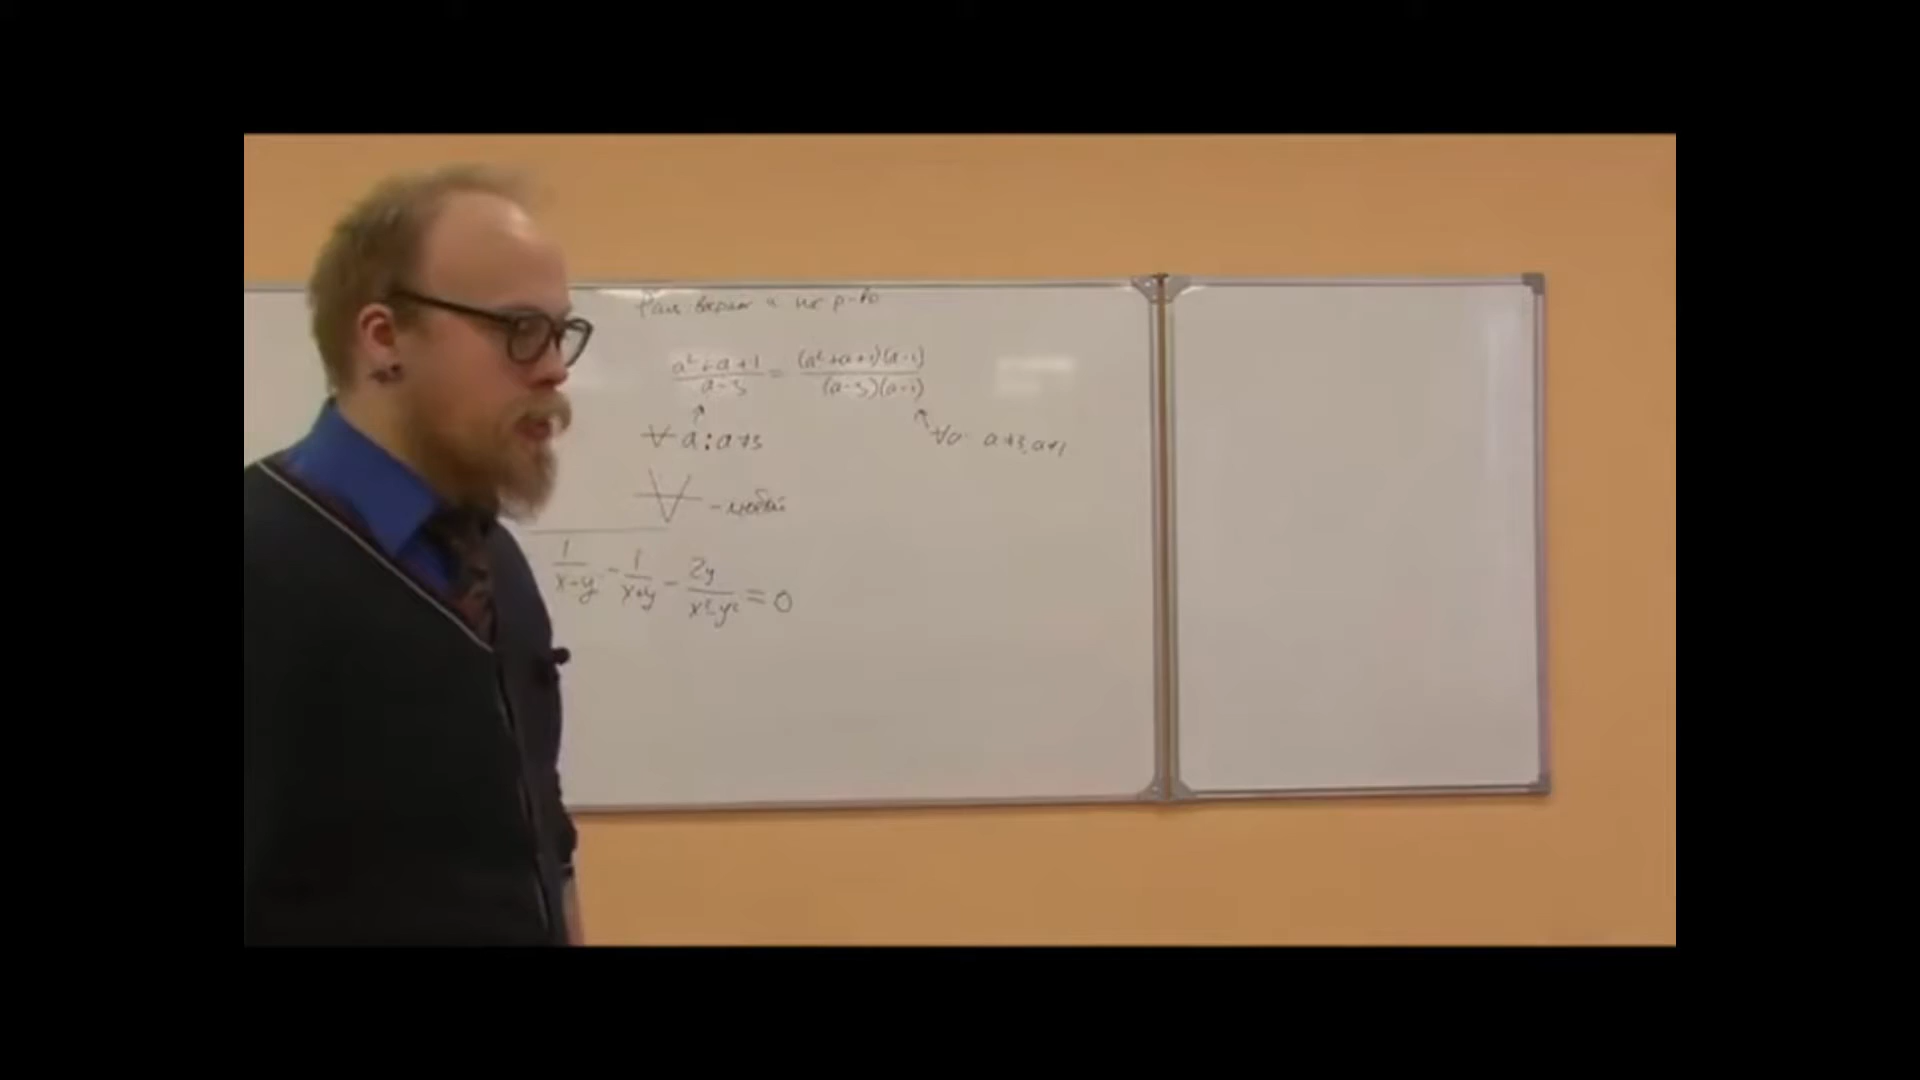 Рац выраж и их р-во
a²+a+1/a-3 = (a²+a+1)(a-1)/(a-3)(a-1)
∀ a : a≠3
∀a: a≠3, a≠1
∀ - любой
1/x-y - 1/x+y - 2y/x²-y² = 0